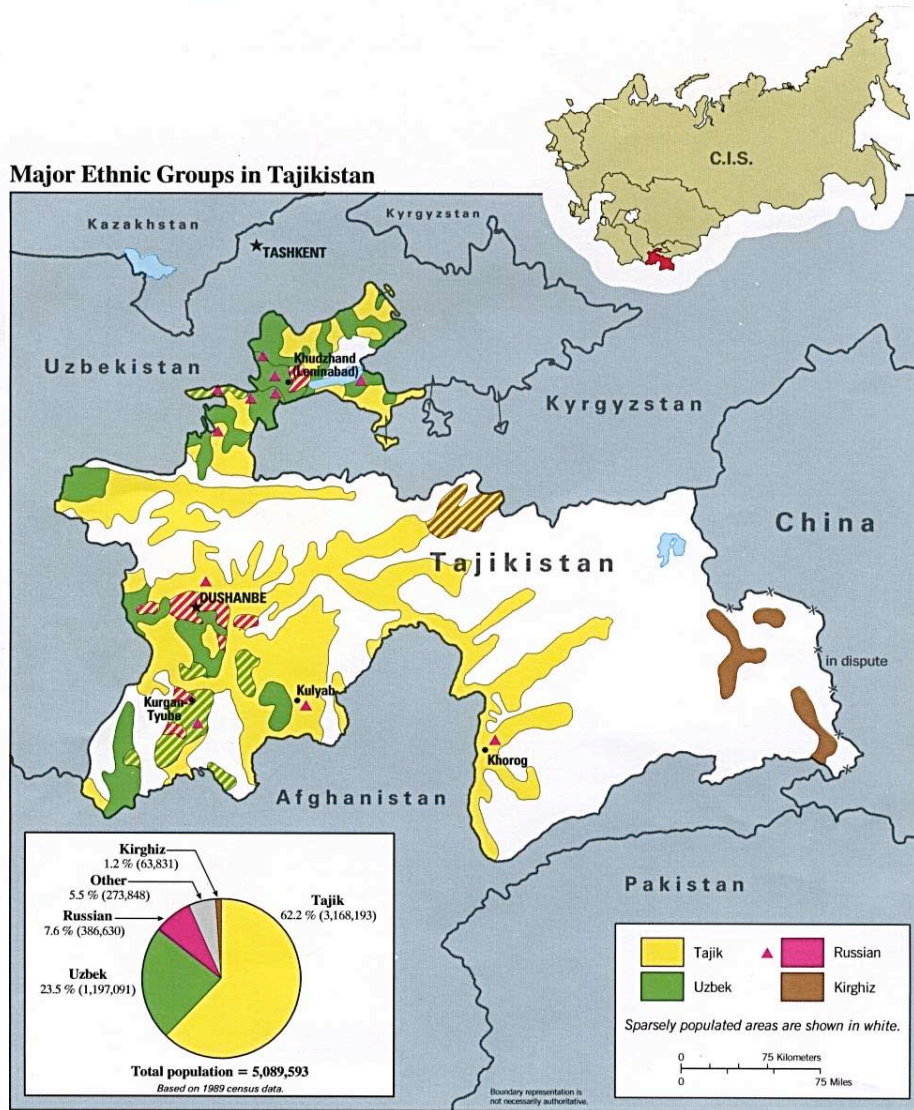 C.I.S.
Major Ethnic Groups in Tajikistan
Kazakhstan
Kyrgyzstan
TASHKENT
Uzbekistan
Khudzhand
(Leninabad)
Kyrgyzstan
China
Tajikistan
DUSHANBE
in dispute
Kurgan-
Tyube
Kulyab
Khorog
Afghanistan
Pakistan
Kirghiz
1.2 % (63,831)
Other
5.5 % (273,848)
Russian
7.6 % (386,630)
Uzbek
23.5 % (1,197,091)
Tajik
62.2 % (3,168,193)
Total population = 5,089,593
Based on 1989 census data.
Tajik
Russian
Uzbek
Kirghiz
Sparsely populated areas are shown in white.
0 75 Kilometers
0 75 Miles
Boundary representation is
not necessarily authoritative.